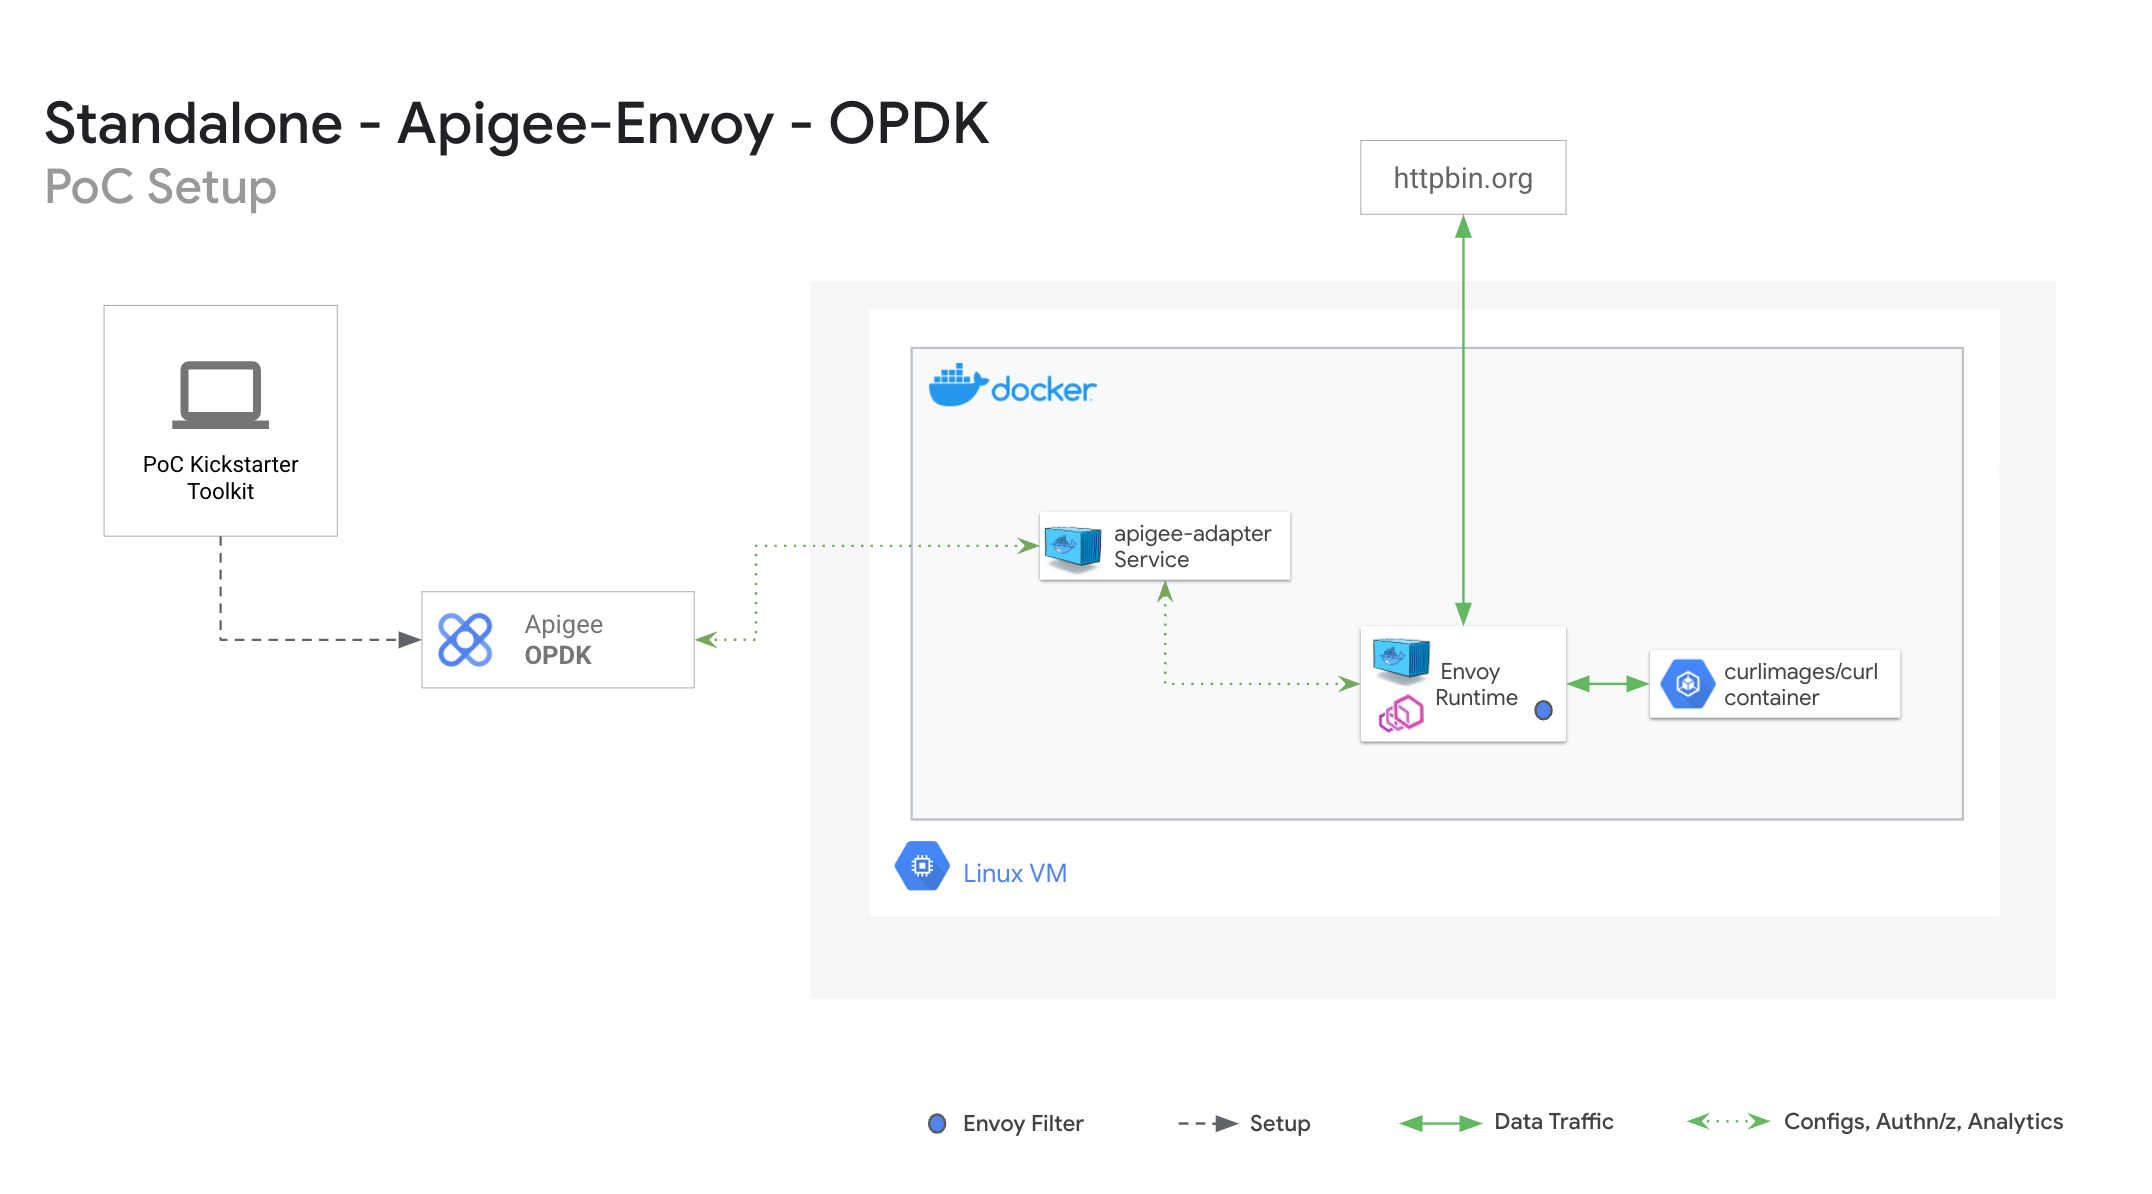 Standalone - Apigee-Envoy - OPDK
PoC Setup
httpbin.org
PoC Kickstarter
Toolkit
docker
apigee-adapter
Service
Apigee
OPDK
Envoy
Runtime
curlimages/curl
container
Linux VM
Envoy Filter
Setup
Data Traffic
Configs, Authn/z, Analytics